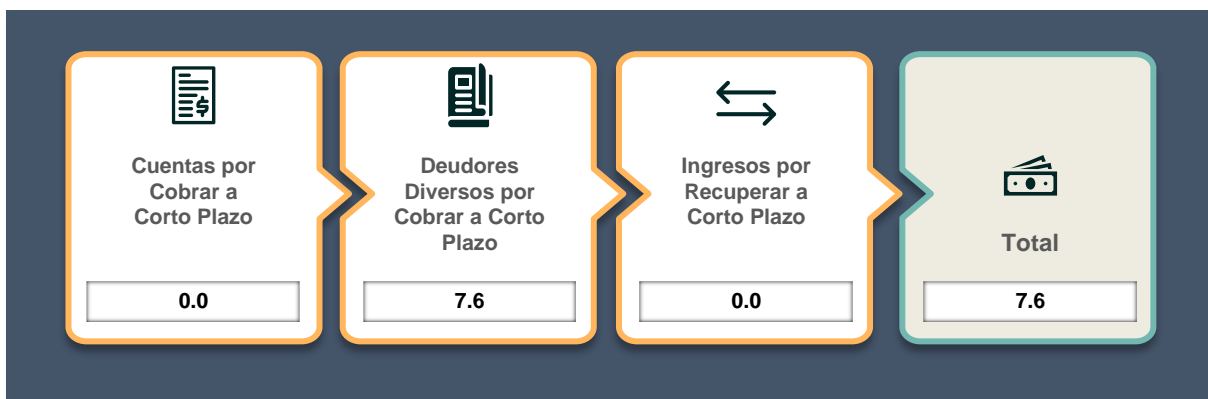 Cuentas por
Cobrar a
Corto Plazo
0.0
Deudores
Diversos por
Cobrar a Corto
Plazo
7.6
Ingresos por
Recuperar a
Corto Plazo
0.0
Total
7.6